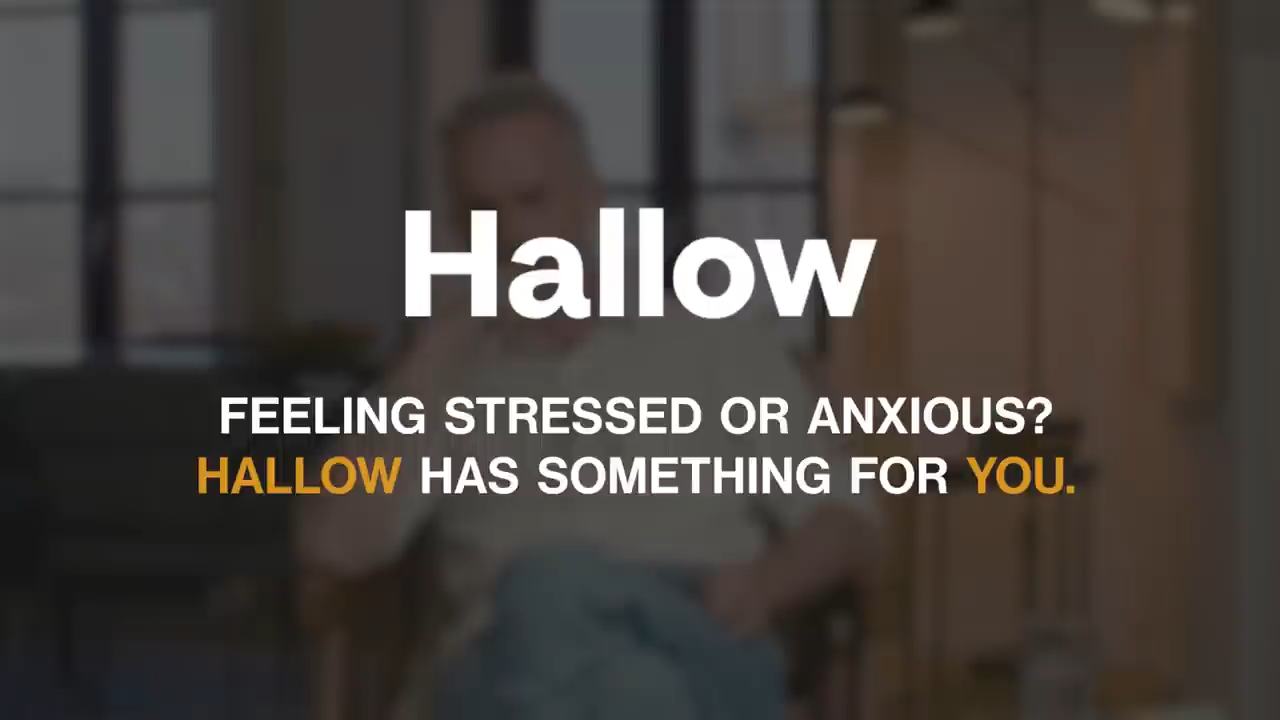 Hallow
FEELING STRESSED OR ANXIOUS?
HALLOW HAS SOMETHING FOR YOU.